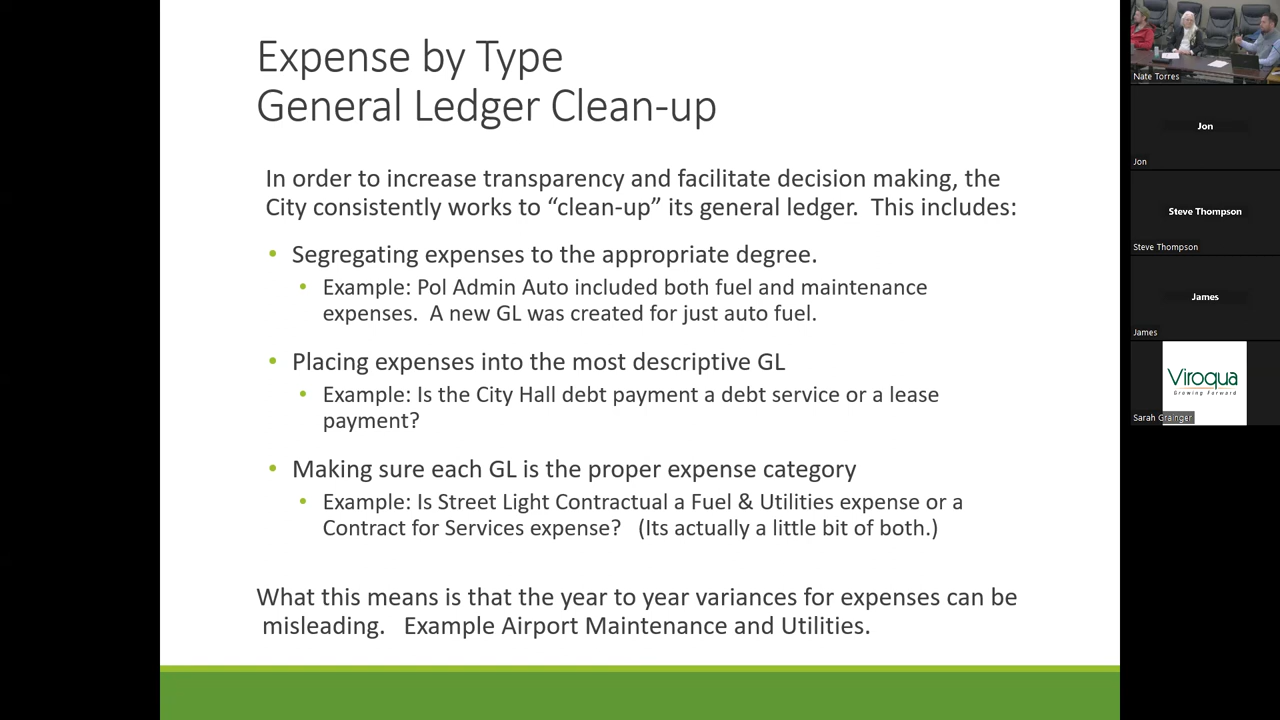 Expense by Type
General Ledger Clean-up
In order to increase transparency and facilitate decision making, the
City consistently works to “clean-up” its general ledger.  This includes:
• Segregating expenses to the appropriate degree.
• Example: Pol Admin Auto included both fuel and maintenance
expenses.  A new GL was created for just auto fuel.
• Placing expenses into the most descriptive GL
• Example: Is the City Hall debt payment a debt service or a lease
payment?
• Making sure each GL is the proper expense category
• Example: Is Street Light Contractual a Fuel & Utilities expense or a
Contract for Services expense?   (Its actually a little bit of both.)
What this means is that the year to year variances for expenses can be
misleading.   Example Airport Maintenance and Utilities.
Nate Torres
Jon
Jon
Steve Thompson
Steve Thompson
James
James
Viroqua
Growing Forward
Sarah Grainger